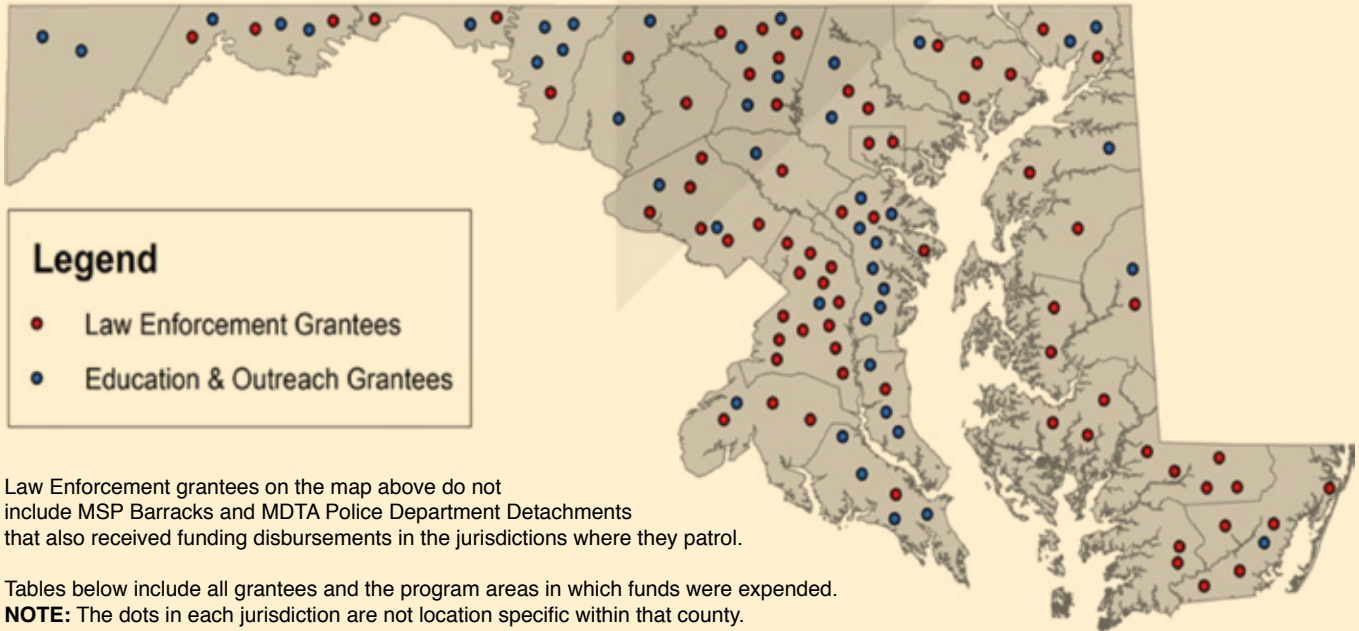 Legend
Law Enforcement Grantees
Education & Outreach Grantees
Law Enforcement grantees on the map above do not
include MSP Barracks and MDTA Police Department Detachments
that also received funding disbursements in the jurisdictions where they patrol.
Tables below include all grantees and the program areas in which funds were expended.
NOTE: The dots in each jurisdiction are not location specific within that county.